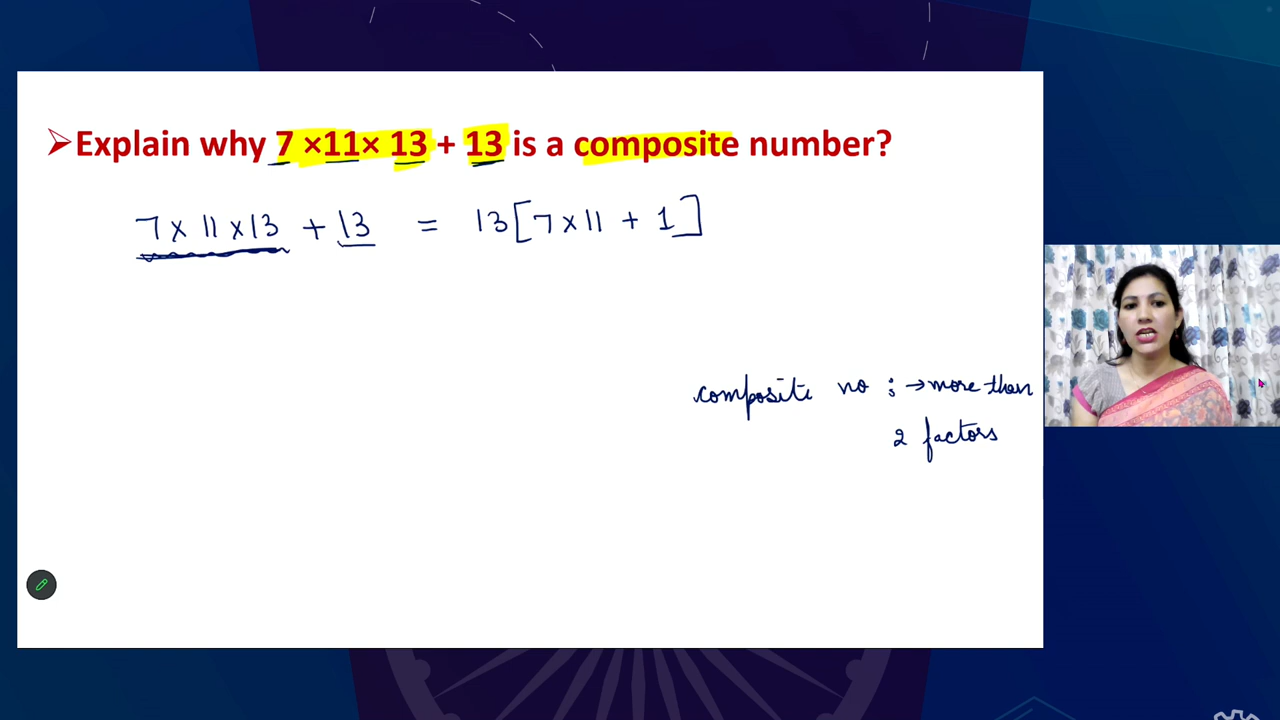 ➢Explain why 7 ×11× 13 + 13 is a composite number?
7 x 11 x 13 + 13 = 13[7 x 11 + 1]
composite no : → more than
2 factors